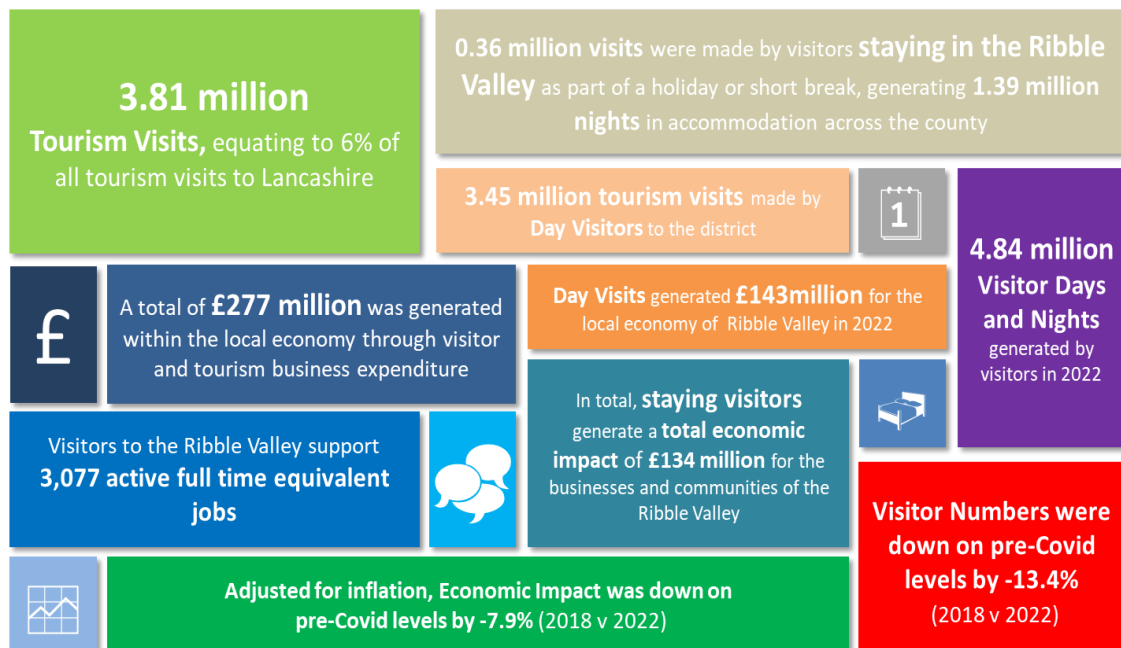 3.81 million
Tourism Visits, equating to 6% of
all tourism visits to Lancashire
0.36 million visits were made by visitors staying in the Ribble
Valley as part of a holiday or short break, generating 1.39 million
nights in accommodation across the county
3.45 million tourism visits made by
Day Visitors to the district
1
4.84 million
Visitor Days
and Nights
generated by
visitors in 2022
£
A total of £277 million was generated
within the local economy through visitor
and tourism business expenditure
Day Visits generated £143million for the
local economy of Ribble Valley in 2022
In total, staying visitors
generate a total economic
impact of £134 million for the
businesses and communities of the
Ribble Valley
Visitors to the Ribble Valley support
3,077 active full time equivalent
jobs
Visitor Numbers were
down on pre-Covid
levels by -13.4%
(2018 v 2022)
Adjusted for inflation, Economic Impact was down on
pre-Covid levels by -7.9% (2018 v 2022)